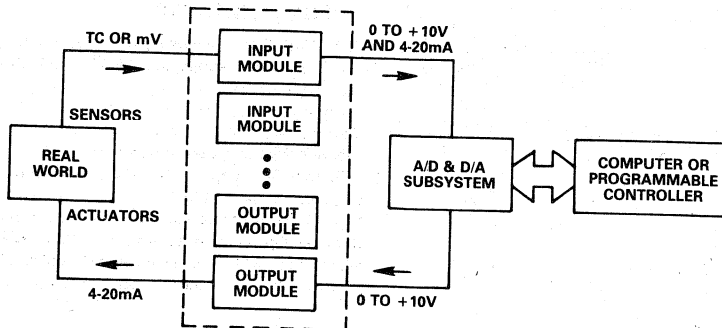 TC OR mV
INPUT
MODULE
0 TO +10V
AND 4-20mA
INPUT
MODULE
SENSORS
REAL
WORLD
A/D & D/A
SUBSYSTEM
COMPUTER OR
PROGRAMMABLE
CONTROLLER
ACTUATORS
OUTPUT
MODULE
OUTPUT
MODULE
4-20mA
0 TO +10V